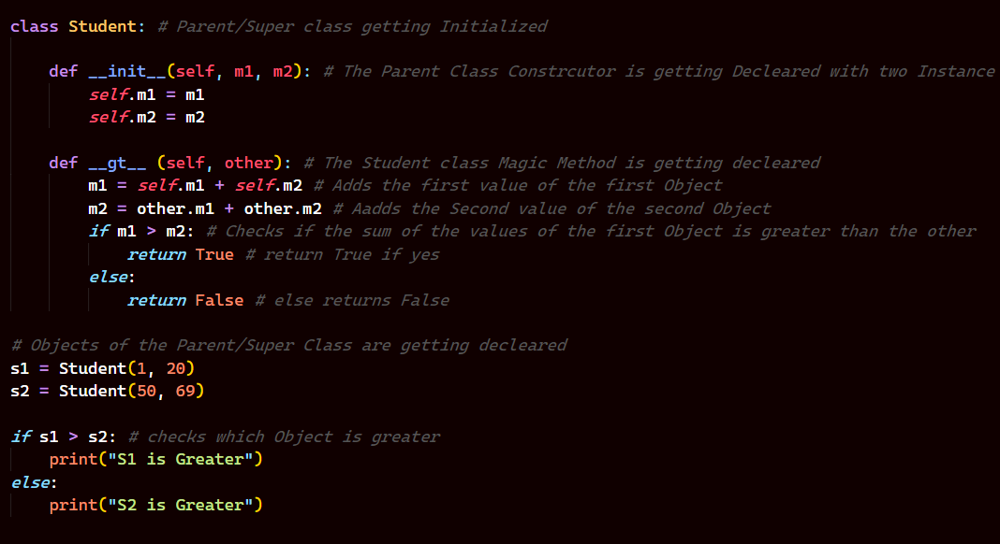 class Student: # Parent/Super class getting Initialized
def __init__(self, m1, m2): # The Parent Class Constrcutor is getting Decleared with two Instance
self.m1 = m1
self.m2 = m2
def __gt__ (self, other): # The Student class Magic Method is getting decleared
m1 = self.m1 + self.m2 # Adds the first value of the first Object
m2 = other.m1 + other.m2 # Aadds the Second value of the second Object
if m1 > m2: # Checks if the sum of the values of the first Object is greater than the other
return True # return True if yes
else:
return False # else returns False
# Objects of the Parent/Super Class are getting decleared
s1 = Student(1, 20)
s2 = Student(50, 69)
if s1 > s2: # checks which Object is greater
print("S1 is Greater")
else:
print("S2 is Greater")